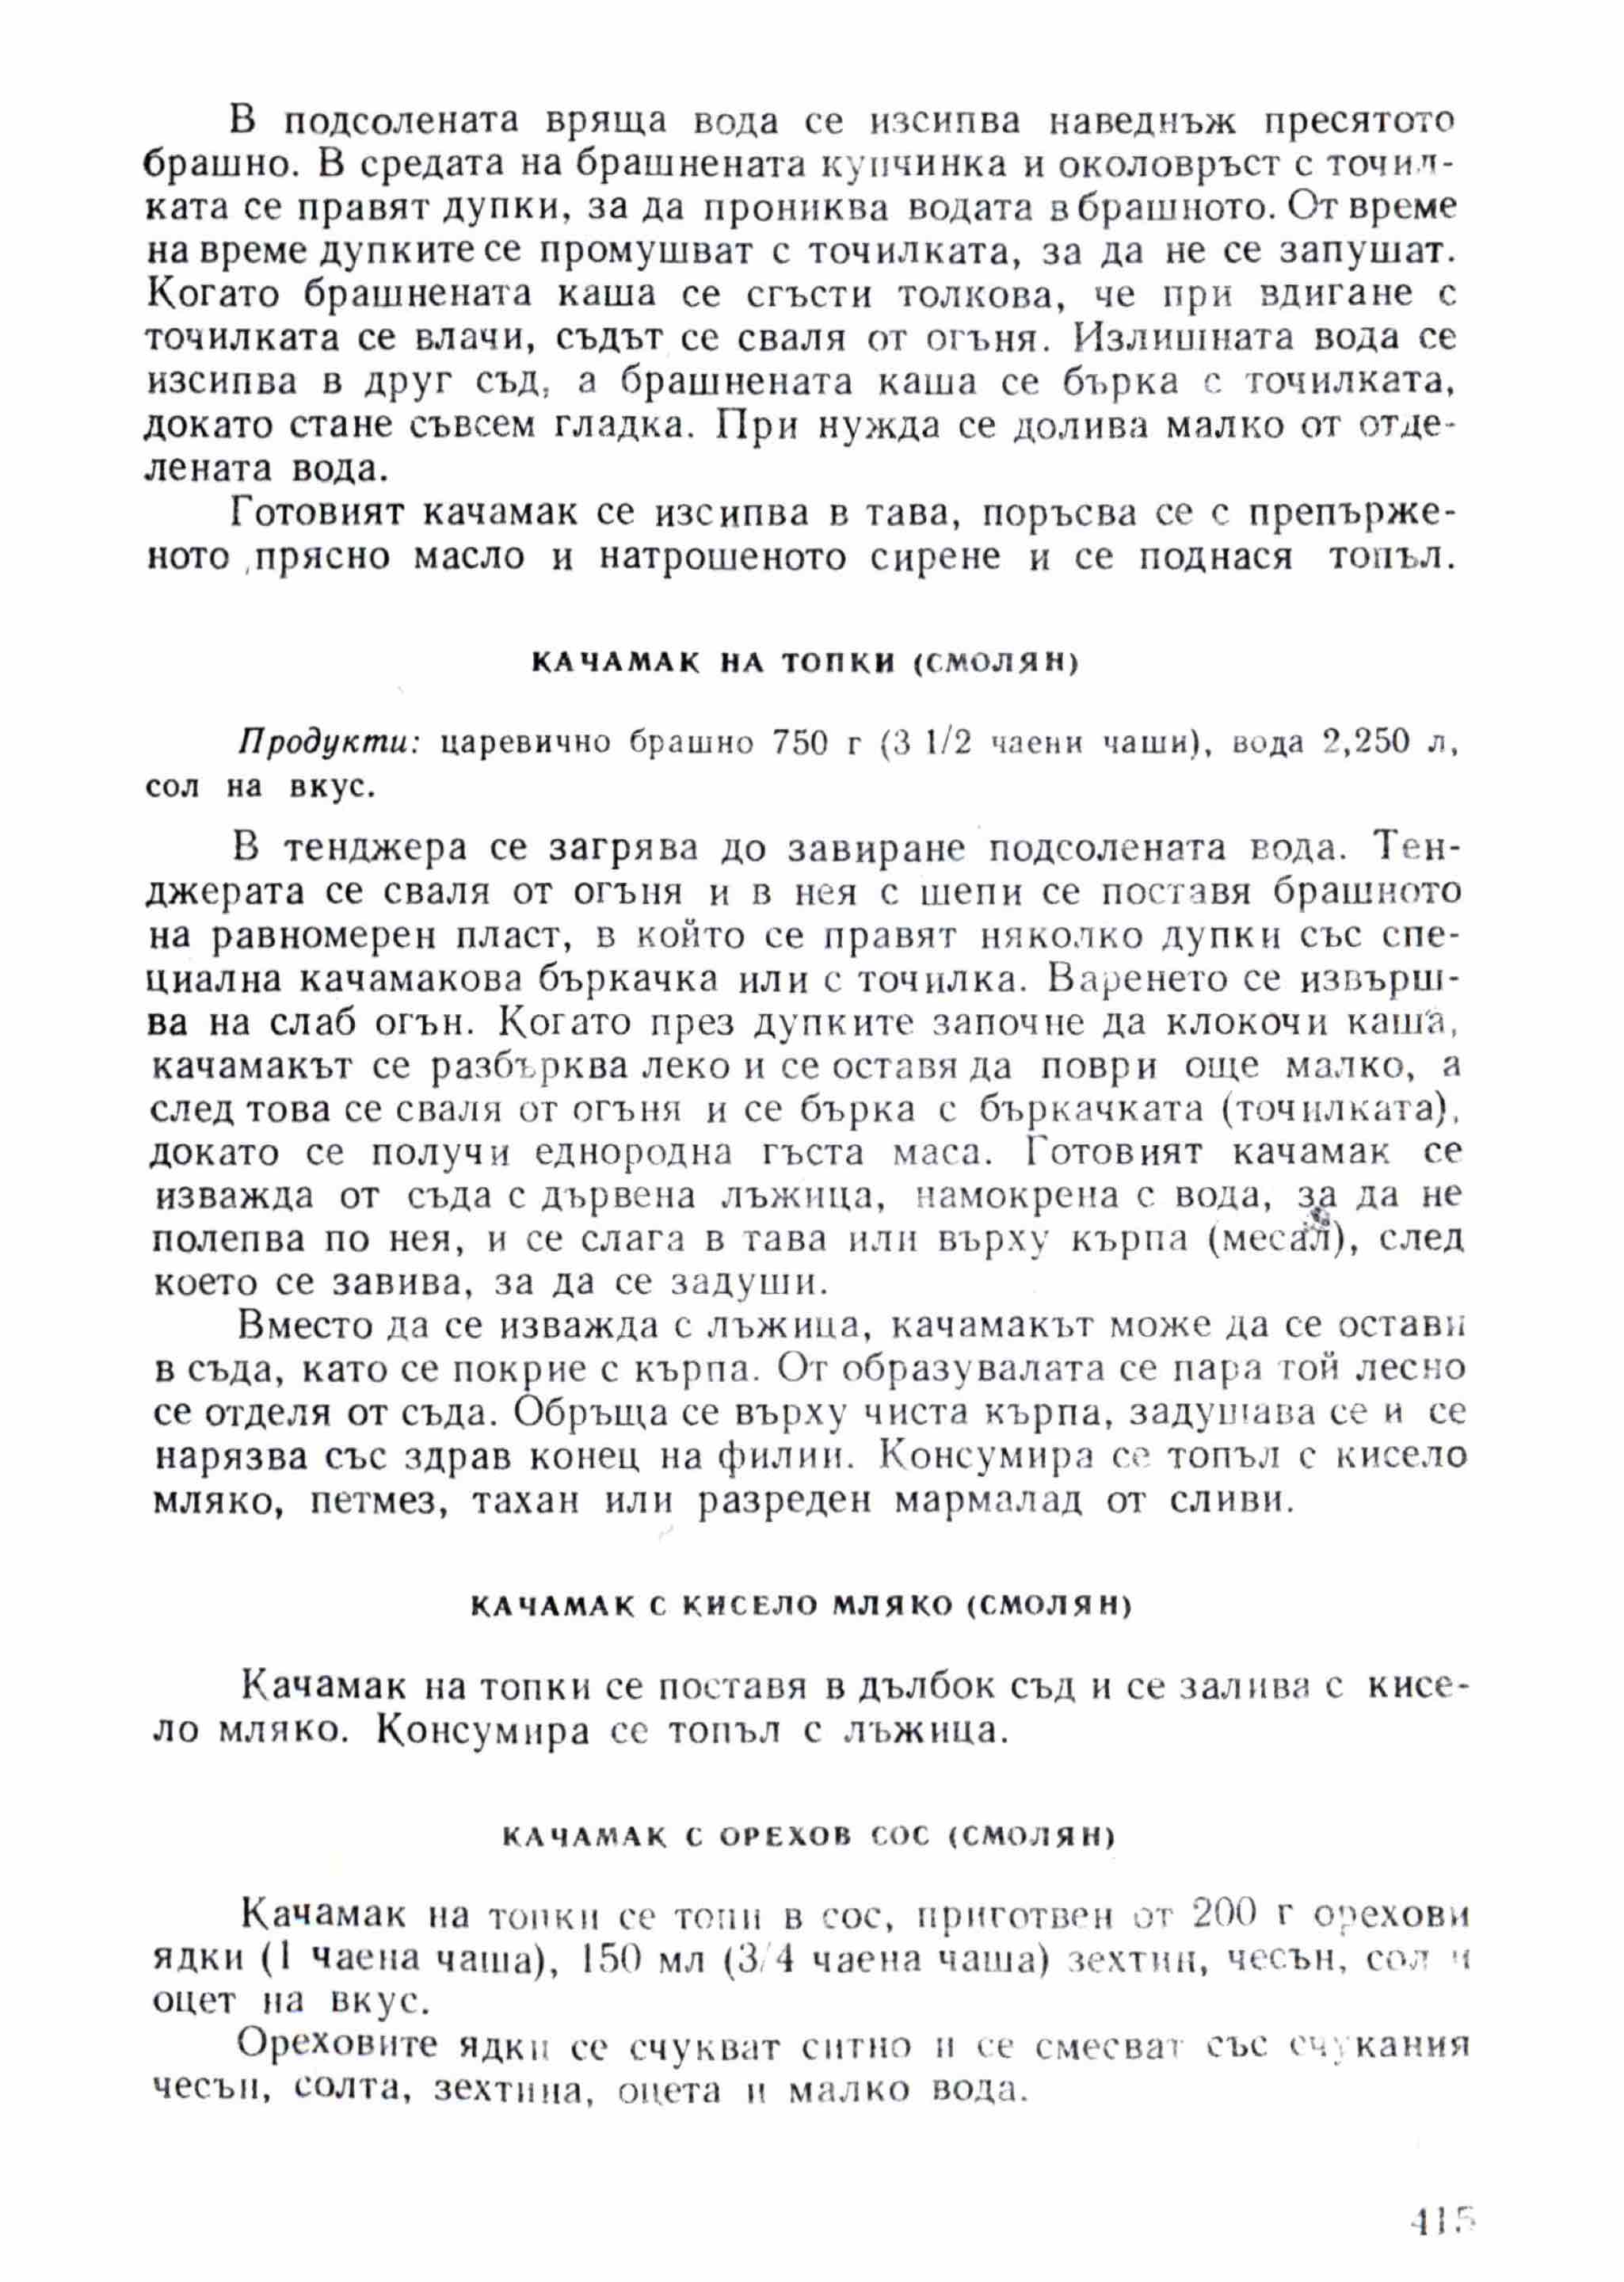 В подсолената вряща вода се изсипва наведнъж пресятото
брашно. В средата на брашнената купчинка и околовръст с точил-
ката се правят дупки, за да прониква водата в брашното. От време
на време дупките се промушват с точилката, за да не се запушат.
Когато брашнената каша се сгъсти толкова, че при вдигане с
точилката се влачи, съдът се сваля от огъня. Излишната вода се
изсипва в друг съд, а брашнената каша се бърка с точилката,
докато стане съвсем гладка. При нужда се долива малко от отде-
лената вода.
Готовият качамак се изсипва в тава, поръсва се с препърже-
ното прясно масло и натрошеното сирене и се поднася топъл.
КАЧАМАК НА ТОПКИ (СМОЛЯН)
Продукти: царевично брашно 750 г (3 1/2 чаени чаши), вода 2,250 л,
сол на вкус.
В тенджера се загрява до завиране подсолената вода. Тен-
джерата се сваля от огъня и в нея с шепи се поставя брашното
на равномерен пласт, в който се правят няколко дупки със спе-
циална качамакова бъркачка или с точилка. Варенето се извърш-
ва на слаб огън. Когато през дупките започне да клокочи каша,
качамакът се разбърква леко и се оставя да поври още малко, а
след това се сваля от огъня и се бърка с бъркачката (точилката),
докато се получи еднородна гъста маса. Готовият качамак се
изважда от съда с дървена лъжица, намокрена с вода, за да не
полепва по нея, и се слага в тава или върху кърпа (месал), след
което се завива, за да се задуши.
Вместо да се изважда с лъжица, качамакът може да се остави
в съда, като се покрие с кърпа. От образувалата се пара той лесно
се отделя от съда. Обръща се върху чиста кърпа, задушава се и се
нарязва със здрав конец на филии. Консумира се топъл с кисело
мляко, петмез, тахан или разреден мармалад от сливи.
КАЧАМАК С КИСЕЛО МЛЯКО (СМОЛЯН)
Качамак на топки се поставя в дълбок съд и се залива с кисе-
ло мляко. Консумира се топъл с лъжица.
КАЧАМАК С ОРЕХОВ СОС (СМОЛЯН)
Качамак на топки се топи в сос, приготвен от 200 г орехови
ядки (1 чаена чаша), 150 мл (3/4 чаена чаша) зехтин, чесън, сол и
оцет на вкус.
Ореховите ядки се счукват ситно и се смесват със счукания
чесън, солта, зехтина, оцета и малко вода.
415